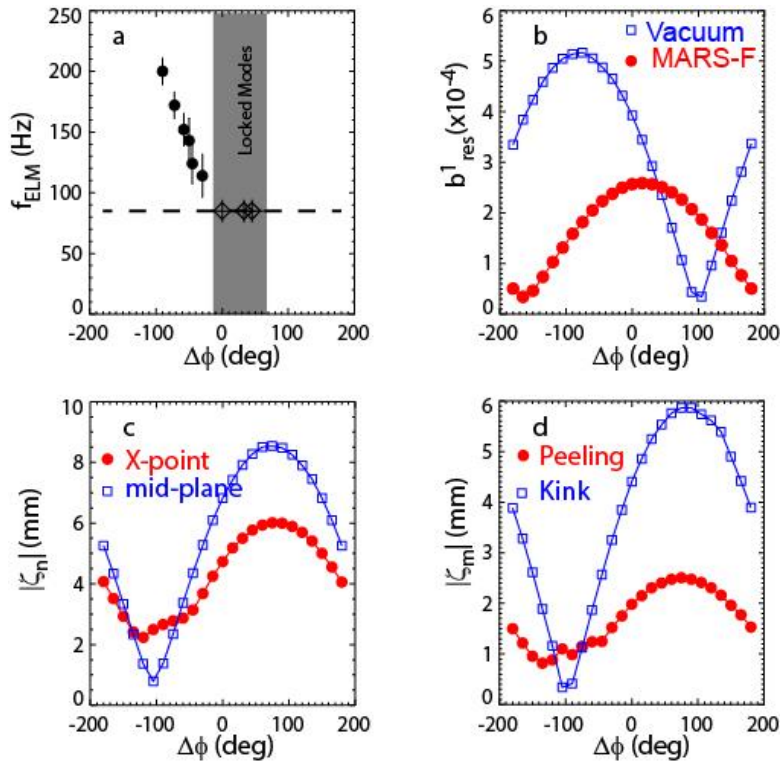 a
Locked Modes
f_ELM (Hz)
250
200
150
100
50
0
-200 -100 0 100 200
Δϕ (deg)
b
Vacuum
MARS-F
b^1_res (x10^-4)
6
5
4
3
2
1
0
-200 -100 0 100 200
Δϕ (deg)
c
X-point
mid-plane
|ζ_n| (mm)
10
8
6
4
2
0
-200 -100 0 100 200
Δϕ (deg)
d
Peeling
Kink
|ζ_m| (mm)
6
5
4
3
2
1
0
-200 -100 0 100 200
Δϕ (deg)